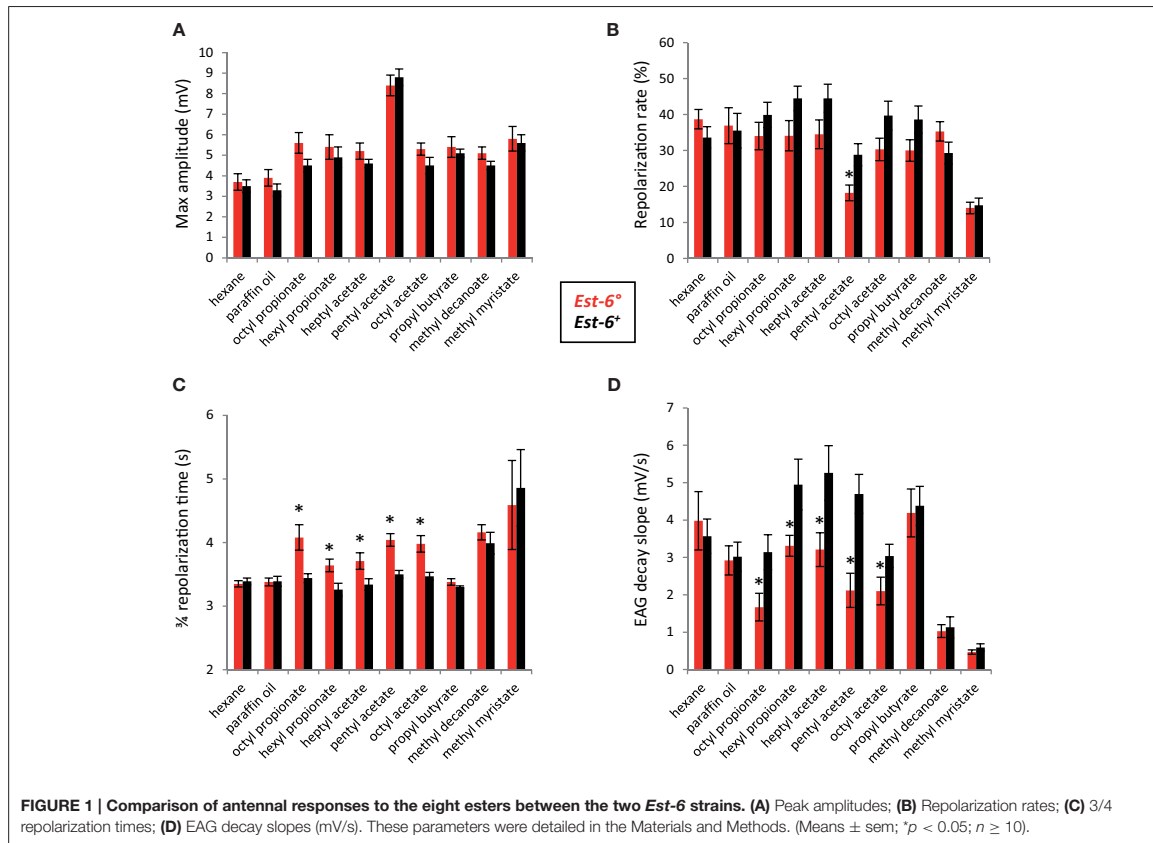 A
Max amplitude (mV)
10
9
8
7
6
5
4
3
2
1
0
hexane
paraffin oil
octyl propionate
hexyl propionate
heptyl acetate
pentyl acetate
octyl acetate
propyl butyrate
methyl decanoate
methyl myristate
B
Repolarization rate (%)
60
50
40
30
20
10
0
*
hexane
paraffin oil
octyl propionate
hexyl propionate
heptyl acetate
pentyl acetate
octyl acetate
propyl butyrate
methyl decanoate
methyl myristate
Est-6°
Est-6⁺
C
¾ repolarization time (s)
6
5
4
3
2
* * * * *
hexane
paraffin oil
octyl propionate
hexyl propionate
heptyl acetate
pentyl acetate
octyl acetate
propyl butyrate
methyl decanoate
methyl myristate
D
EAG decay slope (mV/s)
7
6
5
4
3
2
1
0
* * * * *
hexane
paraffin oil
octyl propionate
hexyl propionate
heptyl acetate
pentyl acetate
octyl acetate
propyl butyrate
methyl decanoate
methyl myristate
FIGURE 1 | Comparison of antennal responses to the eight esters between the two Est-6 strains. (A) Peak amplitudes; (B) Repolarization rates; (C) 3/4
repolarization times; (D) EAG decay slopes (mV/s). These parameters were detailed in the Materials and Methods. (Means ± sem; *p < 0.05; n ≥ 10).